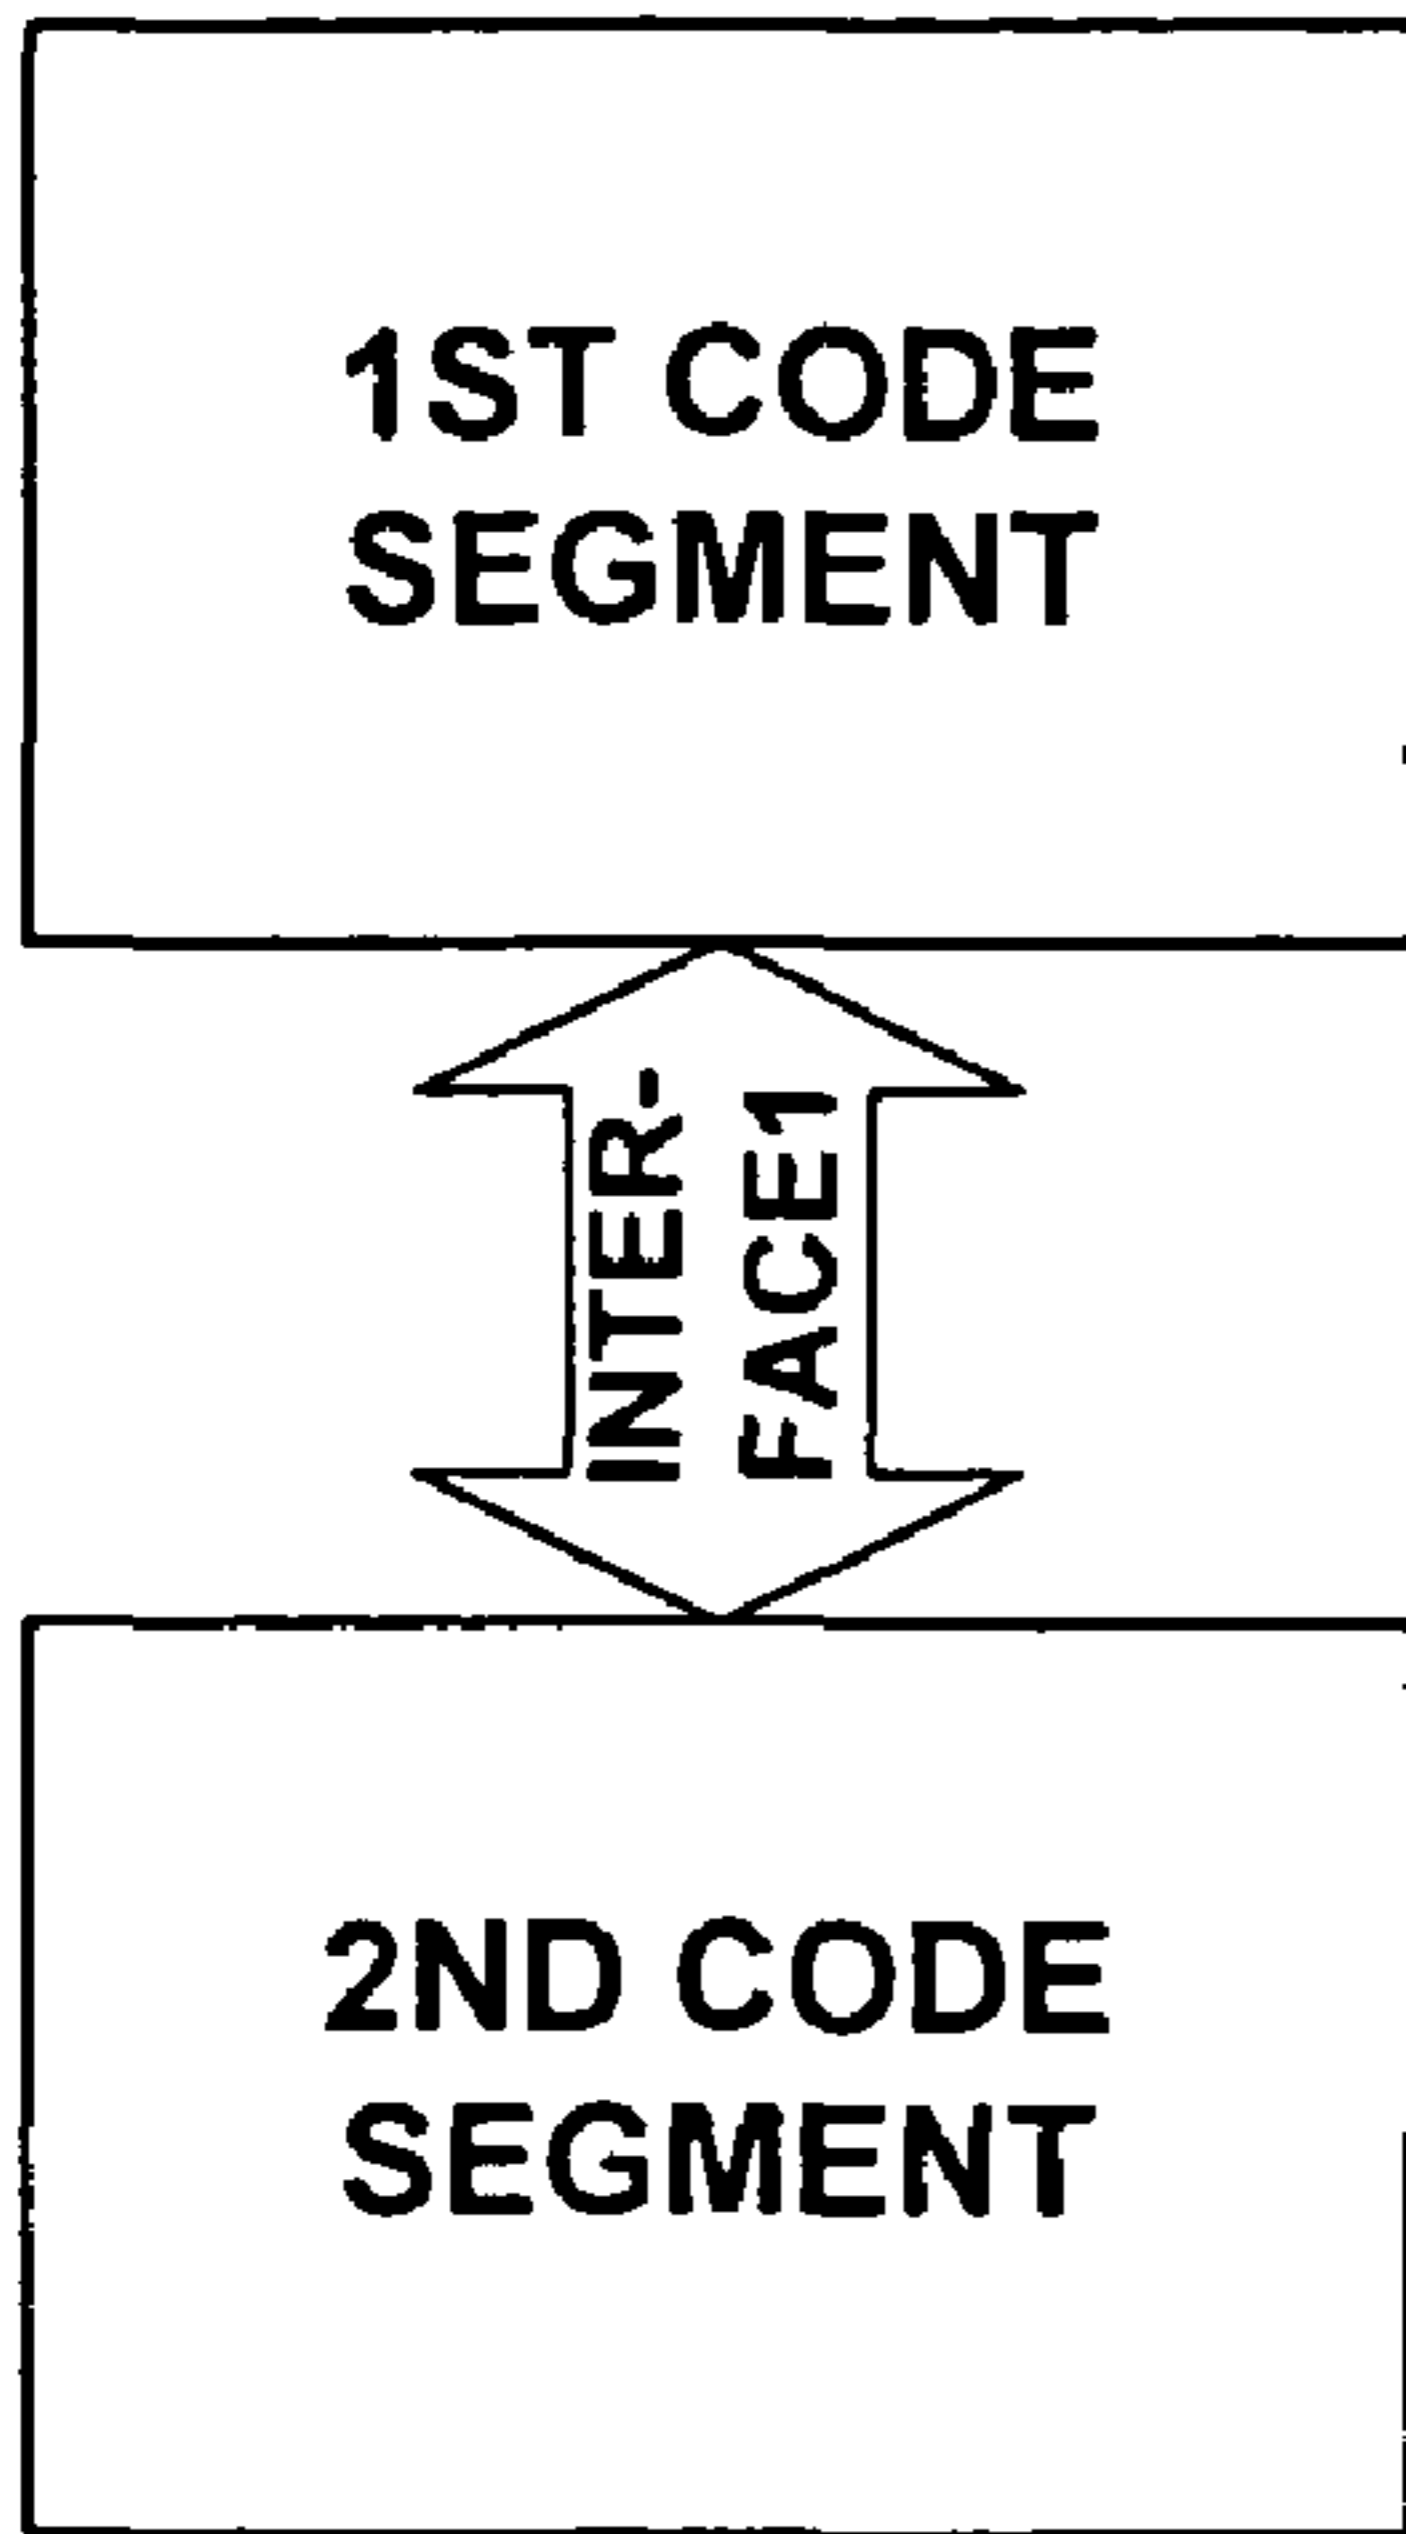 1ST CODE
SEGMENT
INTER-
FACE1
2ND CODE
SEGMENT